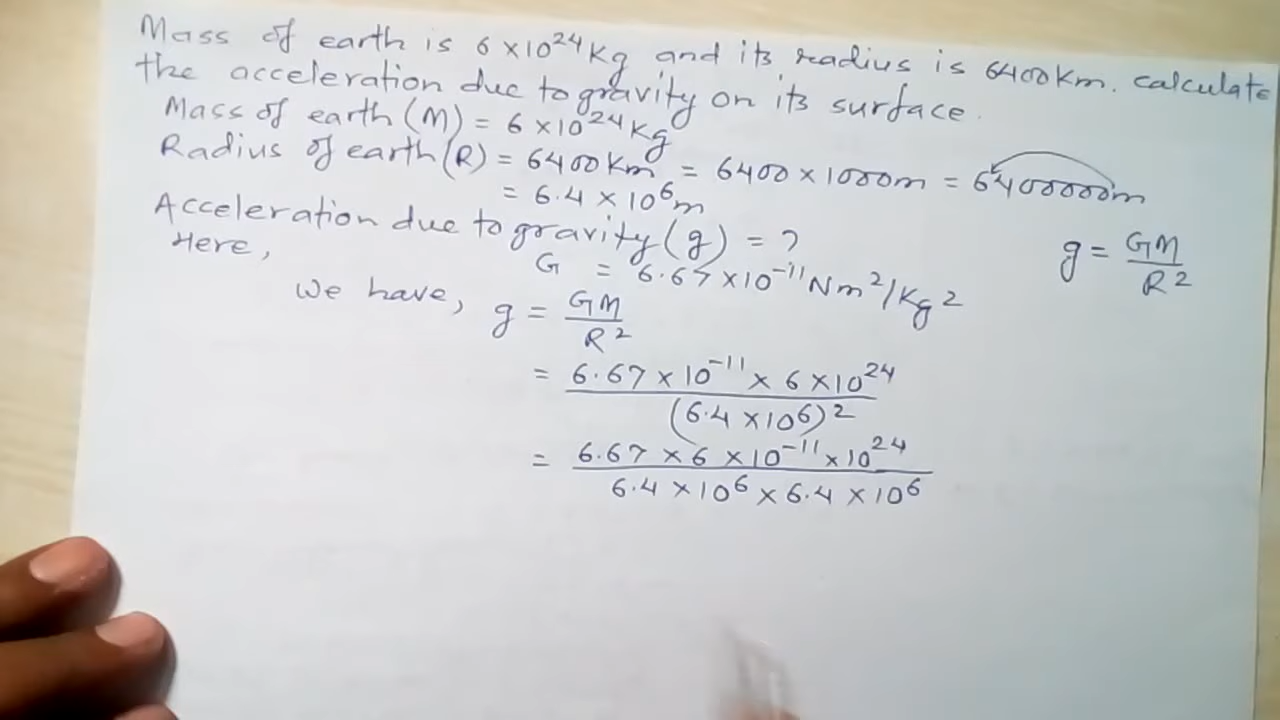 Mass of earth is 6 × 10²⁴ Kg and its radius is 6400 Km. calculate
the acceleration due to gravity on its surface.
Mass of earth (M) = 6 × 10²⁴ Kg
Radius of earth (R) = 6400 Km = 6400 × 1000m = 6400000m
= 6.4 × 10⁶ m
Acceleration due to gravity (g) = ?
g = GM / R²
Here,
G = 6.67 × 10⁻¹¹ Nm²/Kg²
We have, g = GM / R²
= 6.67 × 10⁻¹¹ × 6 × 10²⁴ / (6.4 × 10⁶)²
= 6.67 × 6 × 10⁻¹¹ × 10²⁴ / 6.4 × 10⁶ × 6.4 × 10⁶